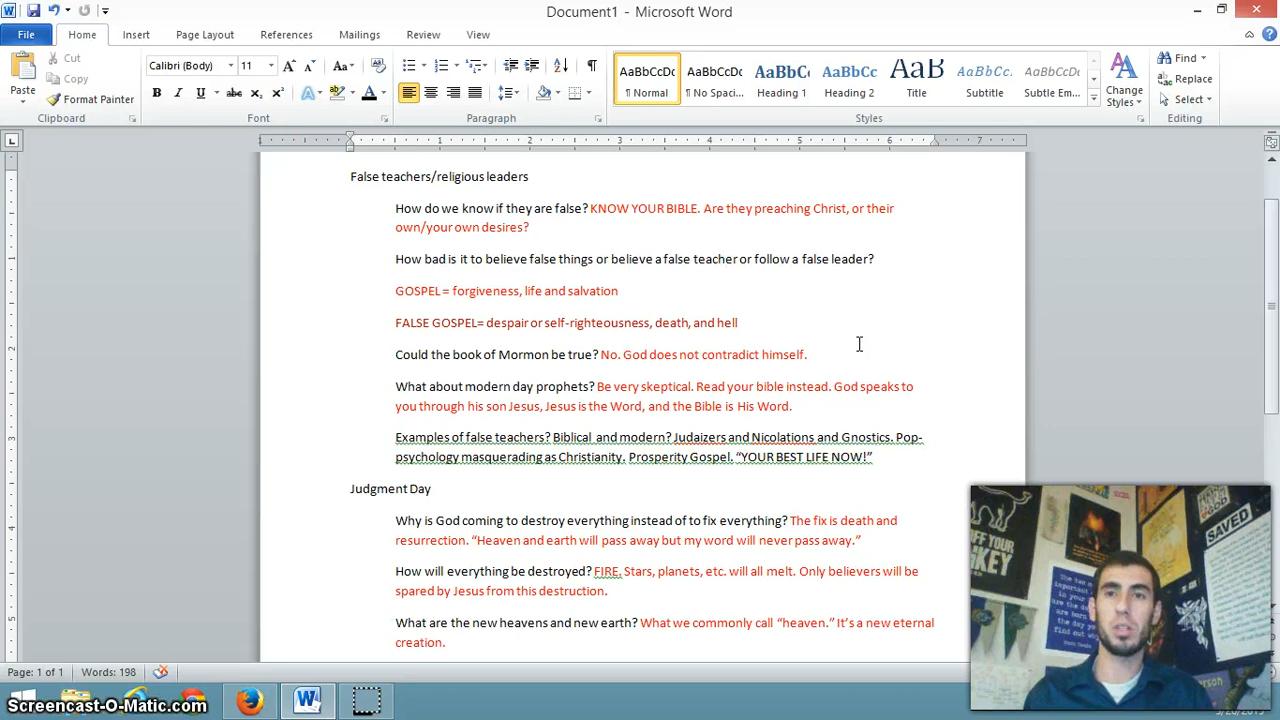 Document1 - Microsoft Word
File Home Insert Page Layout References Mailings Review View
Cut
Calibri (Body) 11
Copy
Paste
Format Painter
AaBbCcDc AaBbCcDc AaBbC AaBbCc AaB AaBbCc. AaBbCcDc
¶ Normal ¶ No Spaci... Heading 1 Heading 2 Title Subtitle Subtle Em...
Change
Styles
Find
Replace
Select
Clipboard Font Paragraph Styles Editing
1 1 2 3 4 5 6 7
False teachers/religious leaders
How do we know if they are false? KNOW YOUR BIBLE. Are they preaching Christ, or their
own/your own desires?
How bad is it to believe false things or believe a false teacher or follow a false leader?
GOSPEL = forgiveness, life and salvation
FALSE GOSPEL= despair or self-righteousness, death, and hell
Could the book of Mormon be true? No. God does not contradict himself.
What about modern day prophets? Be very skeptical. Read your bible instead. God speaks to
you through his son Jesus, Jesus is the Word, and the Bible is His Word.
Examples of false teachers? Biblical and modern? Judaizers and Nicolations and Gnostics. Pop-
psychology masquerading as Christianity. Prosperity Gospel. “YOUR BEST LIFE NOW!”
Judgment Day
Why is God coming to destroy everything instead of to fix everything? The fix is death and
resurrection. “Heaven and earth will pass away but my word will never pass away.”
How will everything be destroyed? FIRE. Stars, planets, etc. will all melt. Only believers will be
spared by Jesus from this destruction.
What are the new heavens and new earth? What we commonly call “heaven.” It’s a new eternal
creation.
SAVED
Page: 1 of 1 Words: 198
Screencast-O-Matic.com